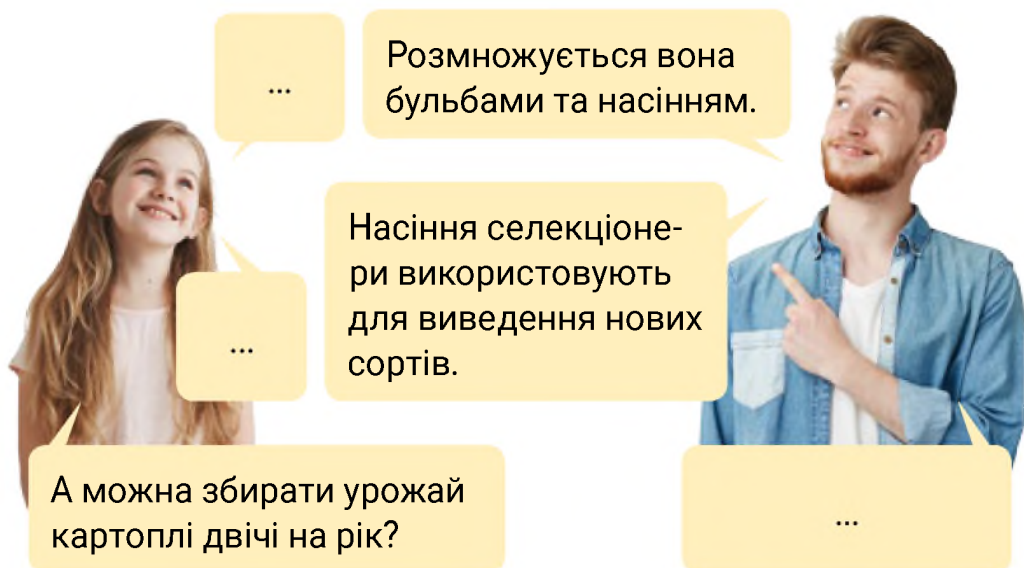 ...
Розмножується вона
бульбами та насінням.
...
Насіння селекціоне-
ри використовують
для виведення нових
сортів.
А можна збирати урожай
картоплі двічі на рік?
...